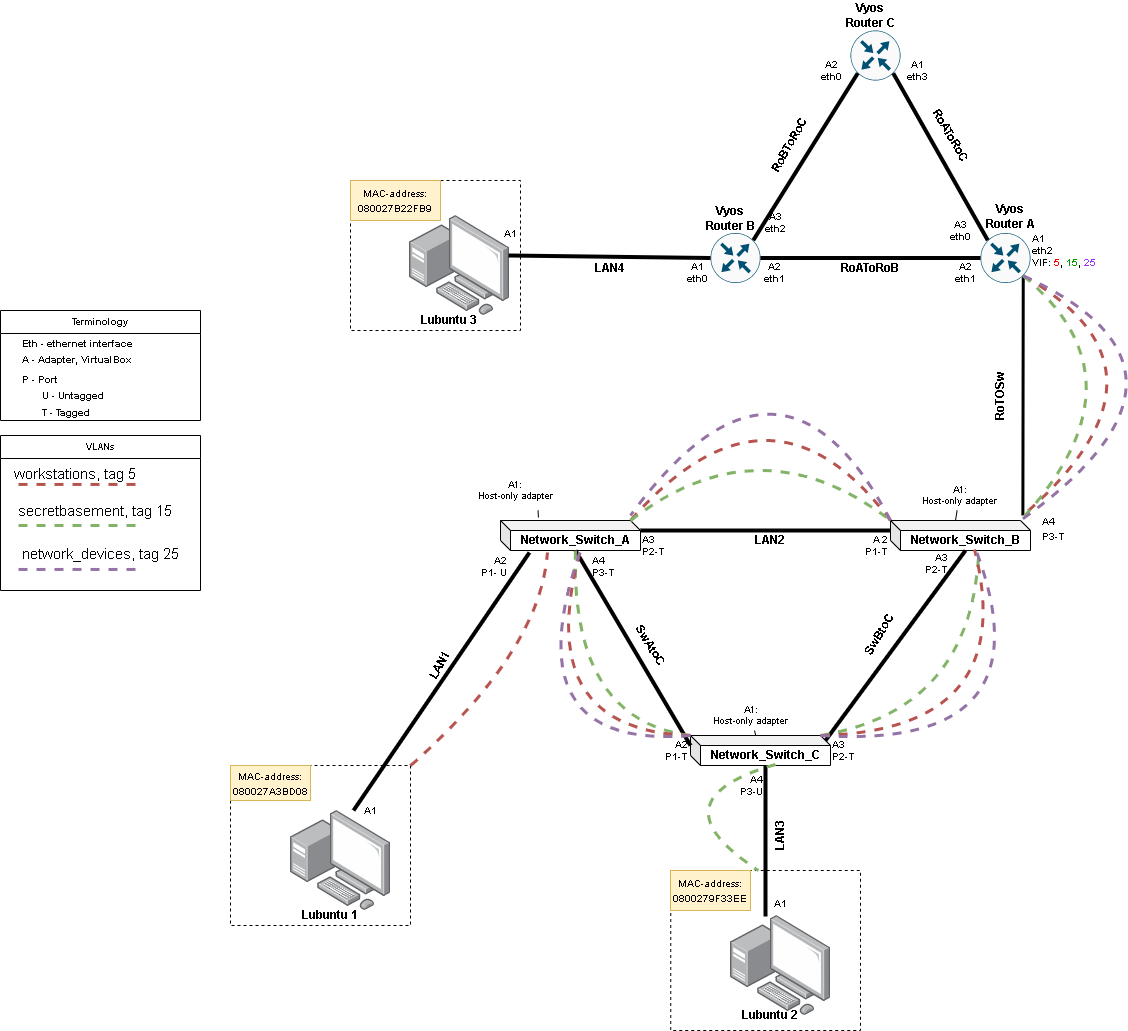 Vyos
Router C
A2
eth0
A1
eth3
RoBToRoC
RoAToRoC
MAC-address:
080027B22FB9
A1
Lubuntu 3
LAN4
Vyos
Router B
A3
eth2
A1
eth0
A2
eth1
RoAToRoB
Vyos
Router A
A3
eth0
A1
eth2
VIF: 5, 15, 25
A2
eth1
RoTOSw
Terminology
Eth - ethernet interface
A - Adapter, VirtualBox
P - Port
U - Untagged
T - Tagged
VLANs
workstations, tag 5
secretbasement, tag 15
network_devices, tag 25
A1:
Host-only adapter
Network_Switch_A
A3
P2-T
A2
P1- U
A4
P3-T
LAN2
A1:
Host-only adapter
Network_Switch_B
A4
P3-T
A2
P1-T
A3
P2-T
LAN1
SwAtoC
SwBtoC
A1:
Host-only adapter
Network_Switch_C
A2
P1-T
A3
P2-T
A4
P3-U
LAN3
MAC-address:
080027A3BD08
A1
Lubuntu 1
MAC-address:
0800279F33EE
A1
Lubuntu 2